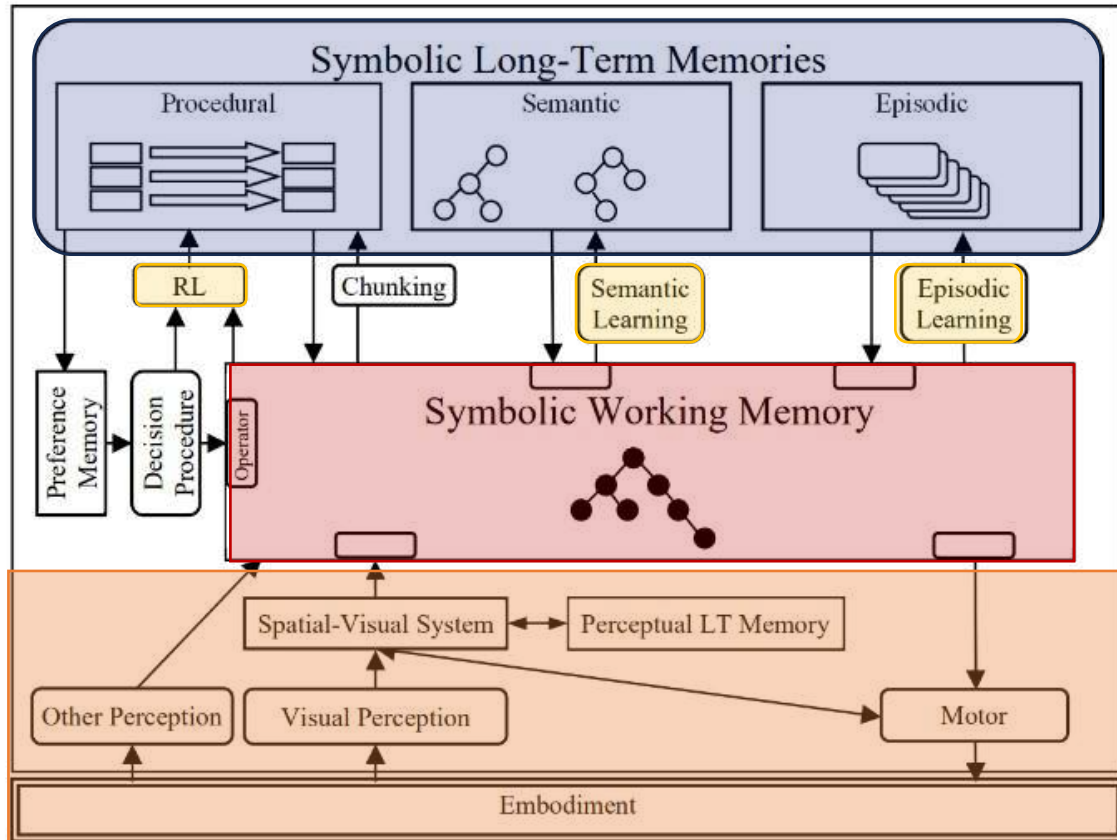 Symbolic Long-Term Memories
Procedural
Semantic
Episodic
RL
Chunking
Semantic
Learning
Episodic
Learning
Preference
Memory
Decision
Procedure
Operator
Symbolic Working Memory
Spatial-Visual System
Perceptual LT Memory
Other Perception
Visual Perception
Motor
Embodiment